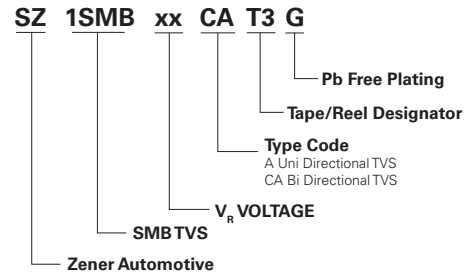 SZ 1SMB xx CA T3 G
Pb Free Plating
Tape/Reel Designator
Type Code
A Uni Directional TVS
CA Bi Directional TVS
VR VOLTAGE
SMB TVS
Zener Automotive